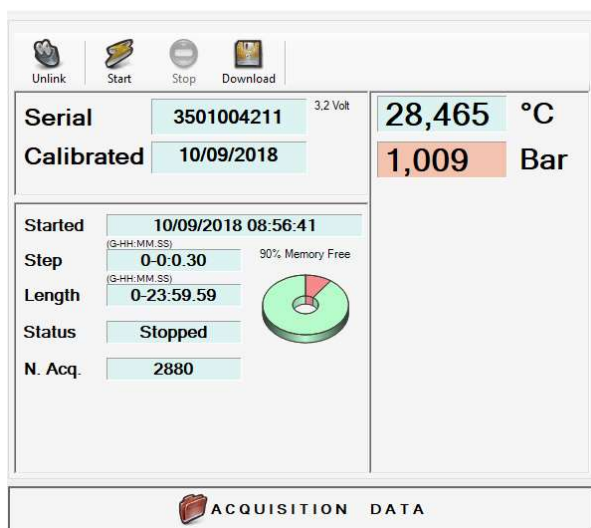 Unlink Start Stop Download
Serial 3501004211 3,2 Volt
Calibrated 10/09/2018
28,465 °C
1,009 Bar
Started 10/09/2018 08:56:41
(G-HH:MM.SS)
Step 0-0:0.30 90% Memory Free
(G-HH:MM.SS)
Length 0-23:59.59
Status Stopped
N. Acq. 2880
ACQUISITION DATA